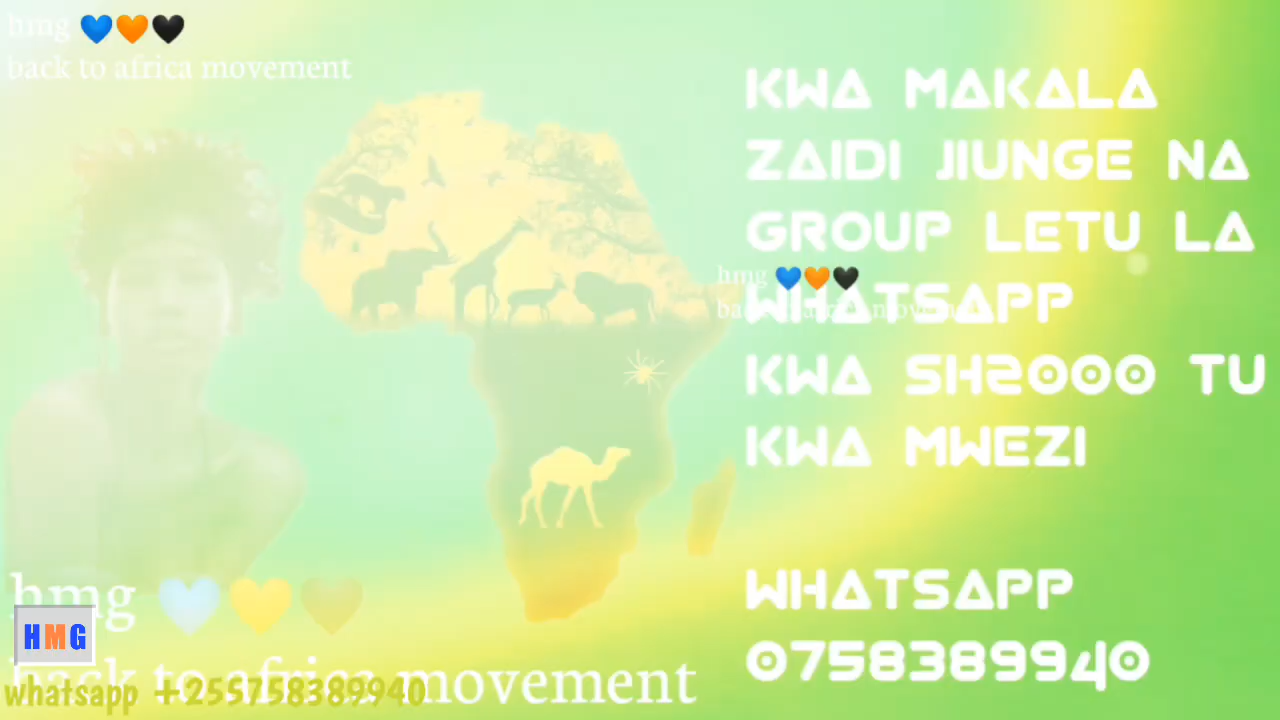 hmg 💙🧡🖤
back to africa movement
KWA MAKALA
ZAIDI JIUNGE NA
GROUP LETU LA
WHATSAPP
KWA SH2000 TU
KWA MWEZI
hmg 💙🧡🖤
WHATSAPP
0758389940
hmg 💙💛🤎
HMG
back to africa movement
whatsapp +255758389940